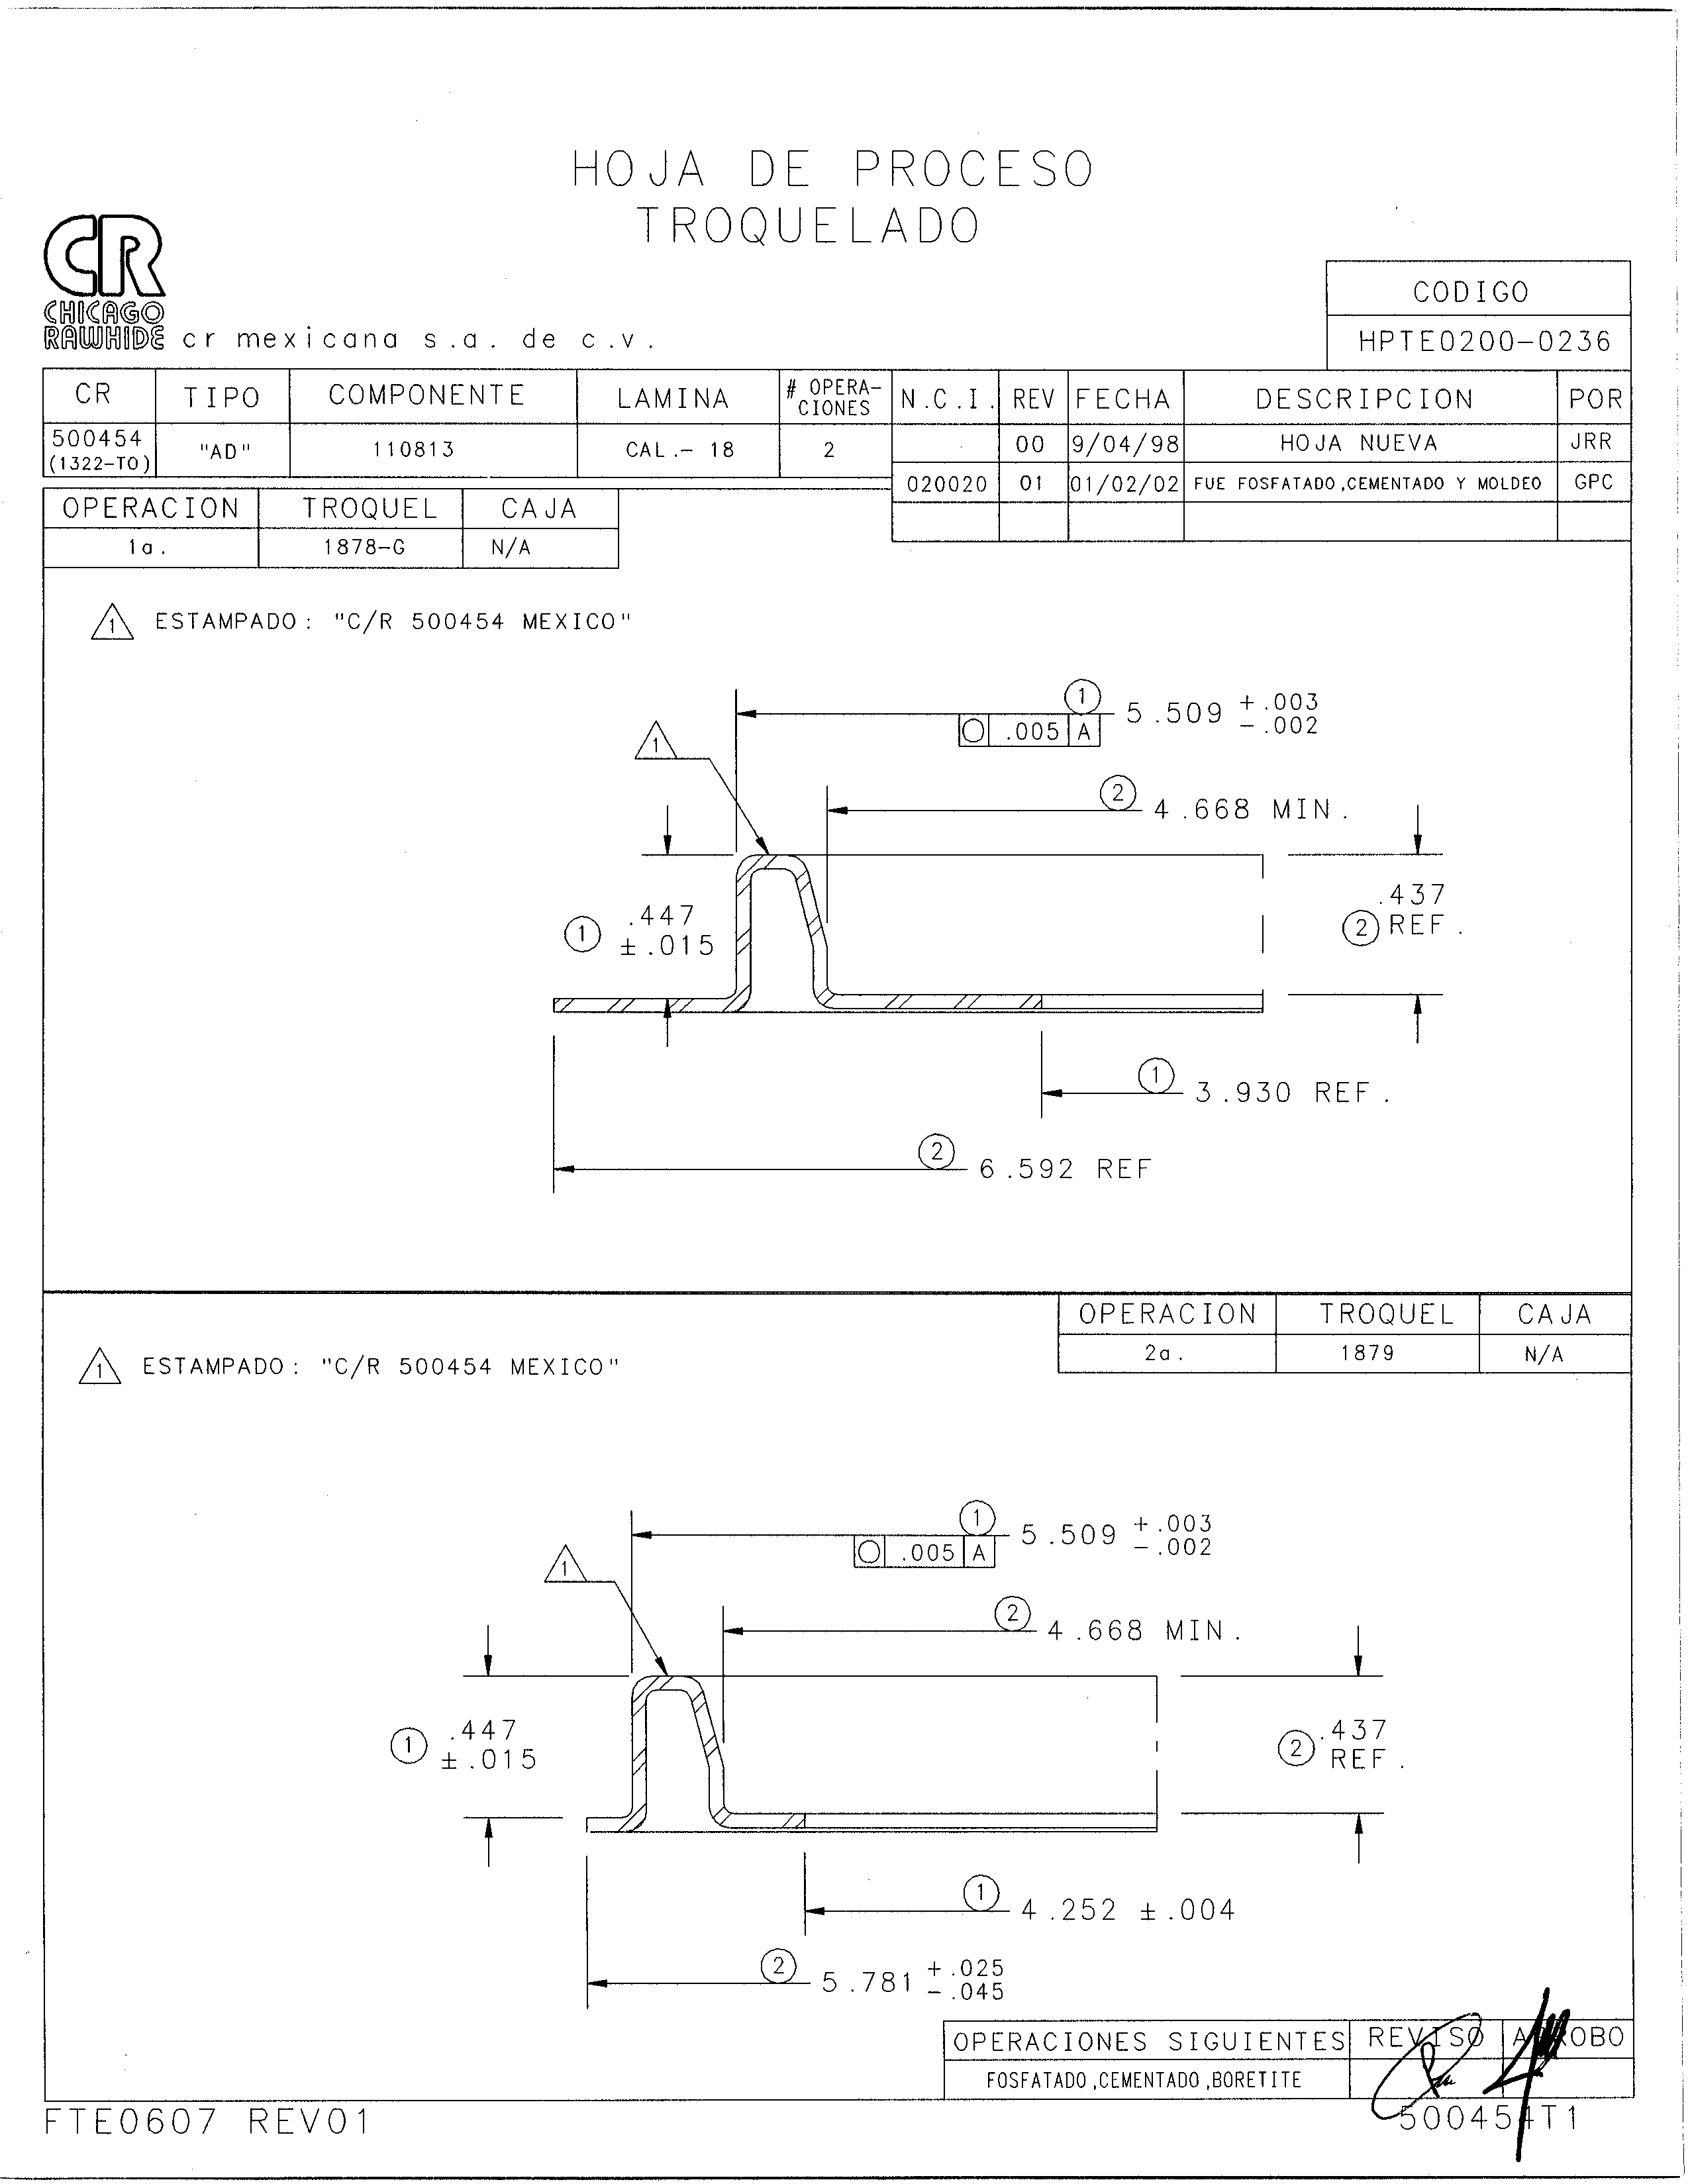 HOJA DE PROCESO
TROQUELADO
CR
CHICAGO
RAWHIDE cr mexicana s.a. de c.v.
CODIGO
HPTE0200-0236
CR TIPO COMPONENTE LAMINA # OPERA-CIONES N.C.I. REV FECHA DESCRIPCION POR
500454 (1322-TO) "AD" 110813 CAL.- 18 2 00 9/04/98 HOJA NUEVA JRR
020020 01 01/02/02 FUE FOSFATADO,CEMENTADO Y MOLDEO GPC
OPERACION TROQUEL CAJA
1a. 1878-G N/A
1 ESTAMPADO: "C/R 500454 MEXICO"
1 5.509 +.003 -.002
.005 A
1
2 4.668 MIN.
1 .447 ±.015
2 .437 REF.
1 3.930 REF.
2 6.592 REF
OPERACION TROQUEL CAJA
2a. 1879 N/A
1 ESTAMPADO: "C/R 500454 MEXICO"
1 5.509 +.003 -.002
.005 A
1
2 4.668 MIN.
1 .447 ±.015
2 .437 REF.
1 4.252 ±.004
2 5.781 +.025 -.045
OPERACIONES SIGUIENTES REVISO APROBO
FOSFATADO,CEMENTADO,BORETITE
FTE0607 REV01
500454T1